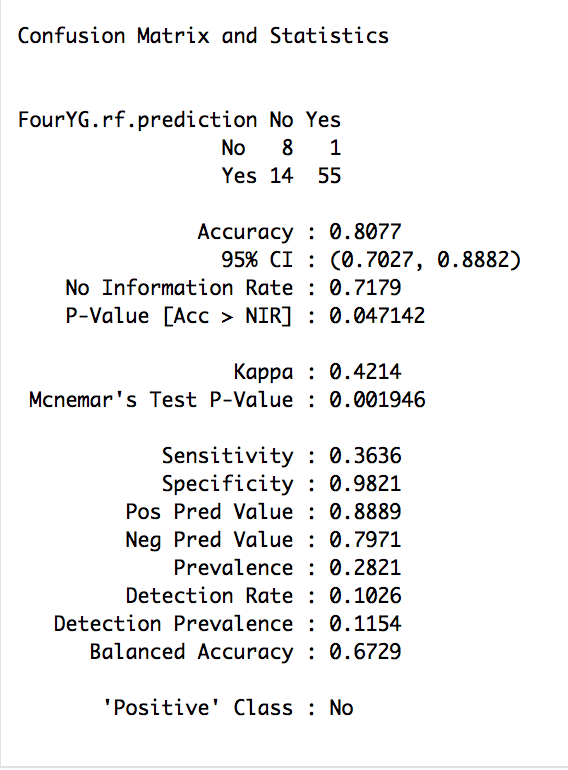 Confusion Matrix and Statistics
FourYG.rf.prediction No Yes
No 8 1
Yes 14 55
Accuracy : 0.8077
95% CI : (0.7027, 0.8882)
No Information Rate : 0.7179
P-Value [Acc > NIR] : 0.047142
Kappa : 0.4214
Mcnemar's Test P-Value : 0.001946
Sensitivity : 0.3636
Specificity : 0.9821
Pos Pred Value : 0.8889
Neg Pred Value : 0.7971
Prevalence : 0.2821
Detection Rate : 0.1026
Detection Prevalence : 0.1154
Balanced Accuracy : 0.6729
'Positive' Class : No